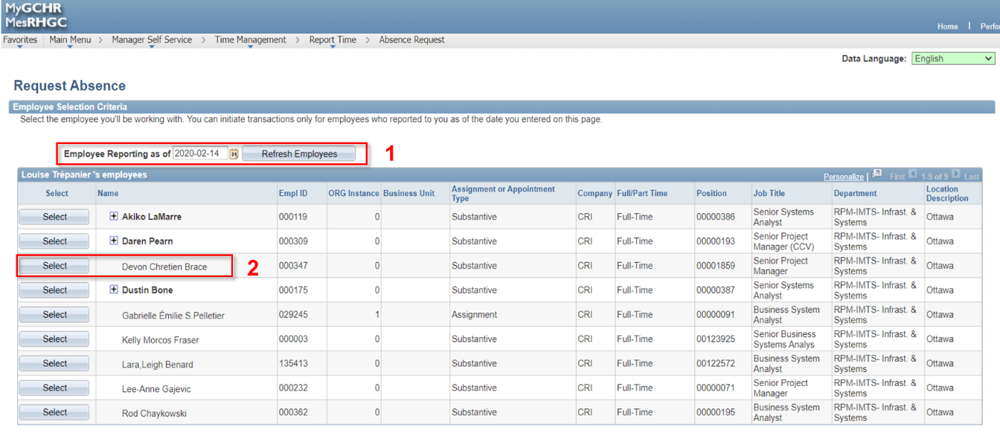 MyGCHR
MesRHGC
Home | Perfo
Favorites Main Menu > Manager Self Service > Time Management > Report Time > Absence Request
Data Language: English
Request Absence
Employee Selection Criteria
Select the employee you'll be working with. You can initiate transactions only for employees who reported to you as of the date you entered on this page.
Employee Reporting as of 2020-02-14 31 Refresh Employees 1
Louise Trépanier 's employees Personalize | First 1-9 of 9 Last
Select Name Empl ID ORG Instance Business Unit Assignment or Appointment Type Company Full/Part Time Position Job Title Department Location Description
Select Akiko LaMarre 000119 0 Substantive CRI Full-Time 00000386 Senior Systems Analyst RPM-IMTS- Infrast. & Systems Ottawa
Select Daren Pearn 000309 0 Substantive CRI Full-Time 00000193 Senior Project Manager (CCV) RPM-IMTS- Infrast. & Systems Ottawa
Select Devon Chretien Brace 2 000347 0 Substantive CRI Full-Time 00001859 Senior Project Manager RPM-IMTS- Infrast. & Systems Ottawa
Select Dustin Bone 000175 0 Substantive CRI Full-Time 00000387 Senior Systems Analyst RPM-IMTS- Infrast. & Systems Ottawa
Select Gabrielle Émilie S.Pelletier 029245 1 Assignment CRI Full-Time 00000091 Business System Analyst RPM-IMTS- Infrast. & Systems Ottawa
Select Kelly Morcos Fraser 000003 0 Substantive CRI Full-Time 00123925 Senior Business Systems Analys RPM-IMTS- Infrast. & Systems Ottawa
Select Lara,Leigh Benard 135413 0 Substantive CRI Full-Time 00122572 Business System Analyst RPM-IMTS- Infrast. & Systems Ottawa
Select Lee-Anne Gajevic 000232 0 Substantive CRI Full-Time 00000071 Senior Project Manager RPM-IMTS- Infrast. & Systems Ottawa
Select Rod Chaykowski 000362 0 Substantive CRI Full-Time 00000195 Business System Analyst RPM-IMTS- Infrast. & Systems Ottawa